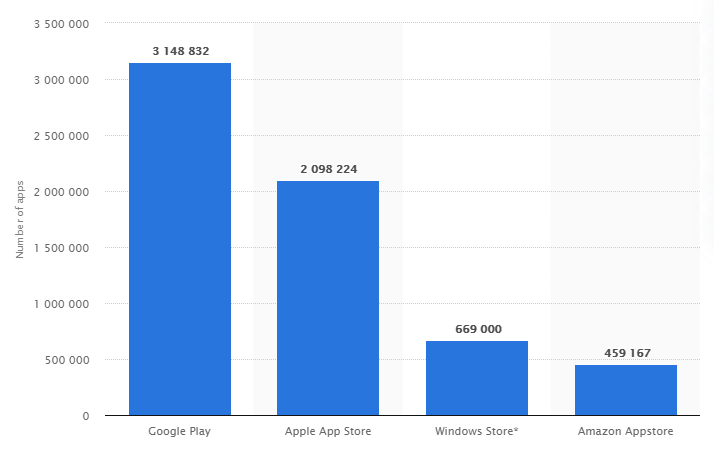 3 500 000
3 148 832
3 000 000
2 500 000
2 098 224
2 000 000
Number of apps
1 500 000
1 000 000
669 000
500 000
459 167
0
Google Play
Apple App Store
Windows Store*
Amazon Appstore